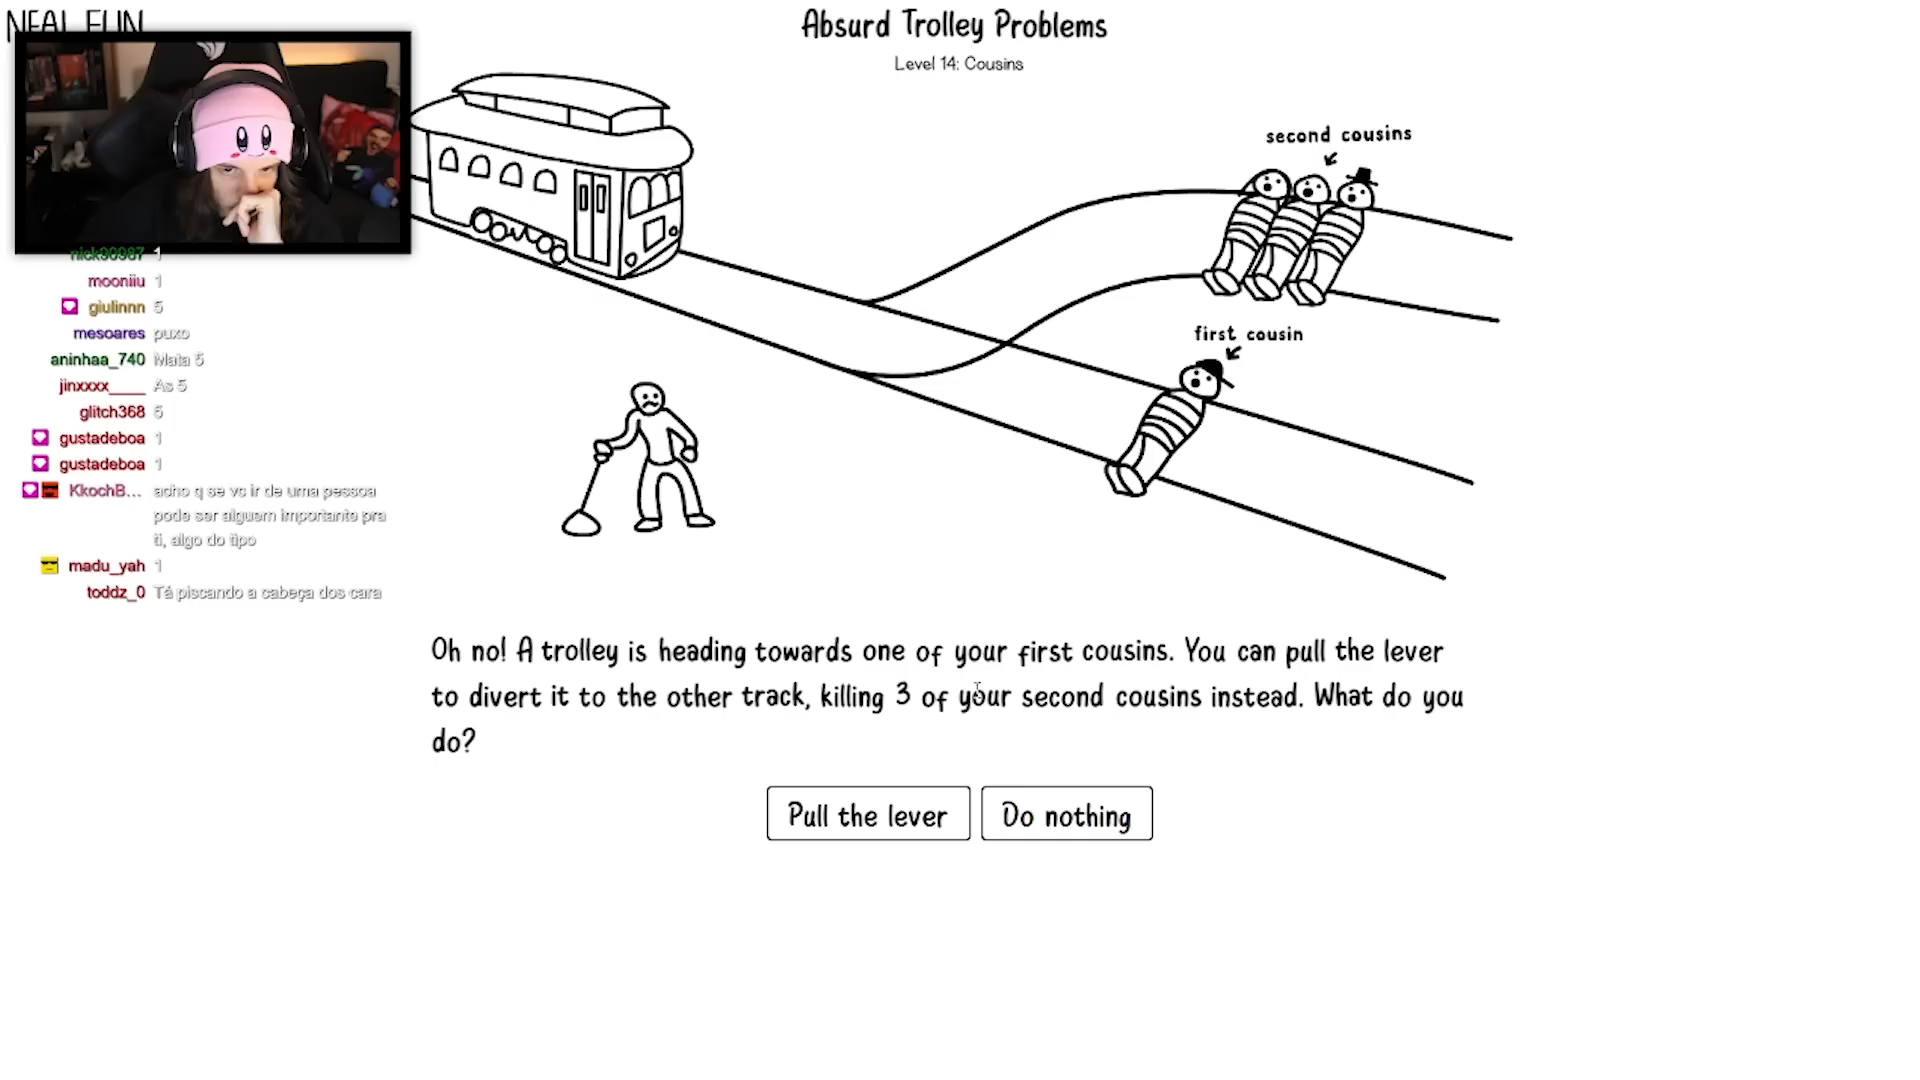 NEAL FUN
Absurd Trolley Problems
Level 14: Cousins
second cousins
first cousin
nick90987 1
mooniiu 1
giulinnn 5
mesoares puxo
aninhaa_740 Mata 5
jinxxxx____ As 5
glitch368 5
gustadeboa 1
gustadeboa 1
KkochB... acho q se vc ir de uma pessoa
pode ser alguem importante pra
ti, algo do tipo
madu_yah 1
toddz_0 Tá piscando a cabeça dos cara
Oh no! A trolley is heading towards one of your first cousins. You can pull the lever
to divert it to the other track, killing 3 of your second cousins instead. What do you
do?
Pull the lever
Do nothing